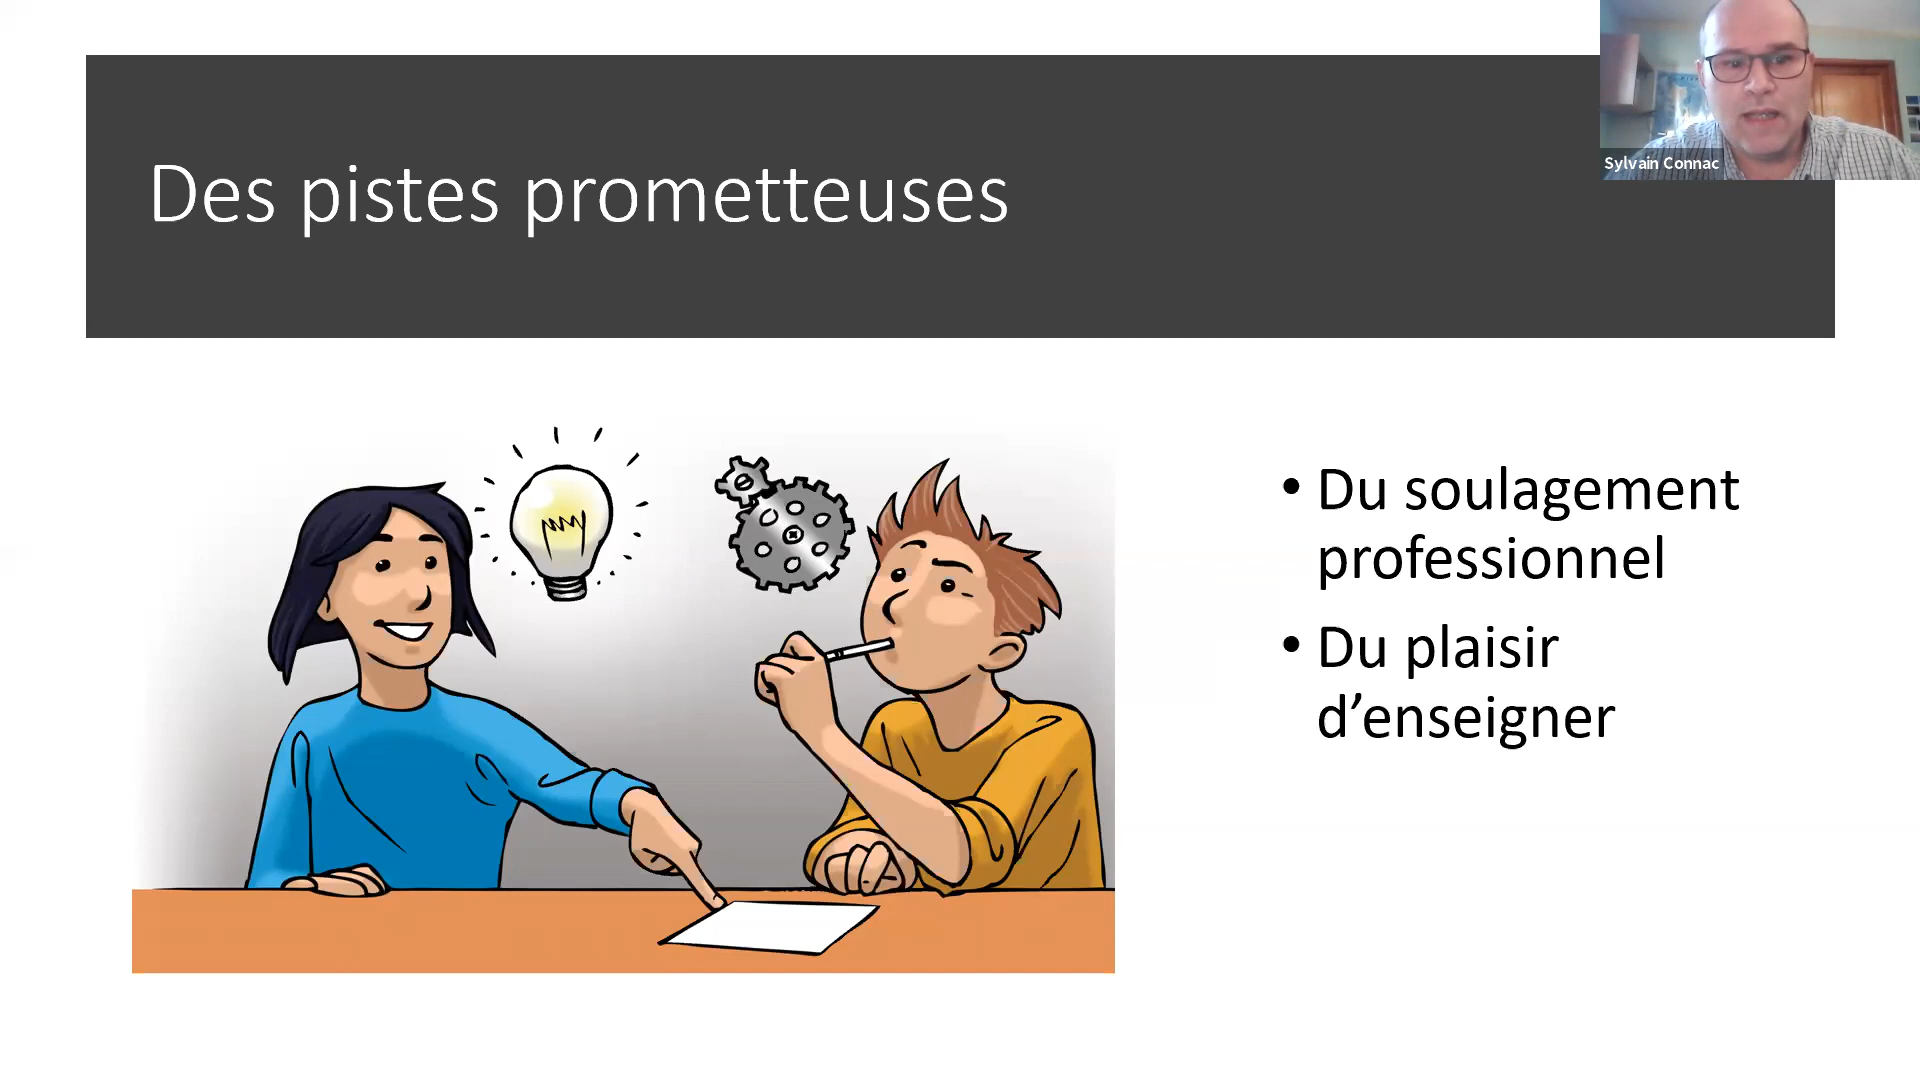 Des pistes prometteuses
Sylvain Connac
• Du soulagement
professionnel
• Du plaisir
d’enseigner